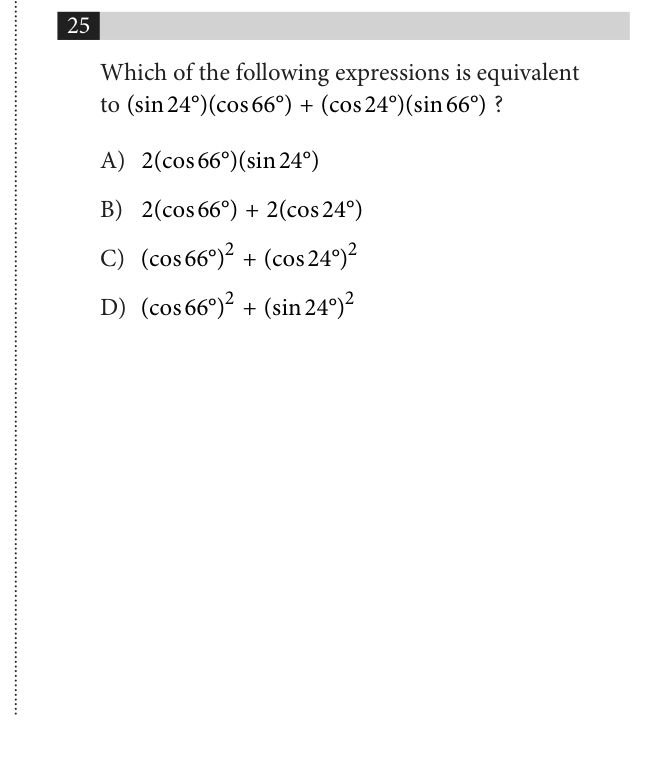 25
Which of the following expressions is equivalent
to (sin 24°)(cos 66°) + (cos 24°)(sin 66°) ?
A) 2(cos 66°)(sin 24°)
B) 2(cos 66°) + 2(cos 24°)
C) (cos 66°)² + (cos 24°)²
D) (cos 66°)² + (sin 24°)²